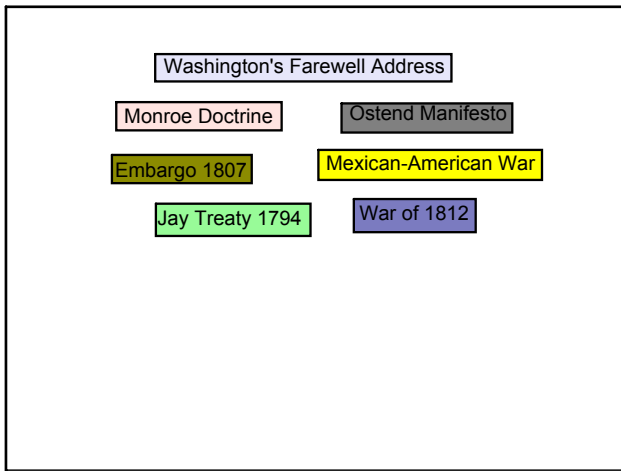 Washington's Farewell Address
Monroe Doctrine
Ostend Manifesto
Embargo 1807
Mexican-American War
Jay Treaty 1794
War of 1812